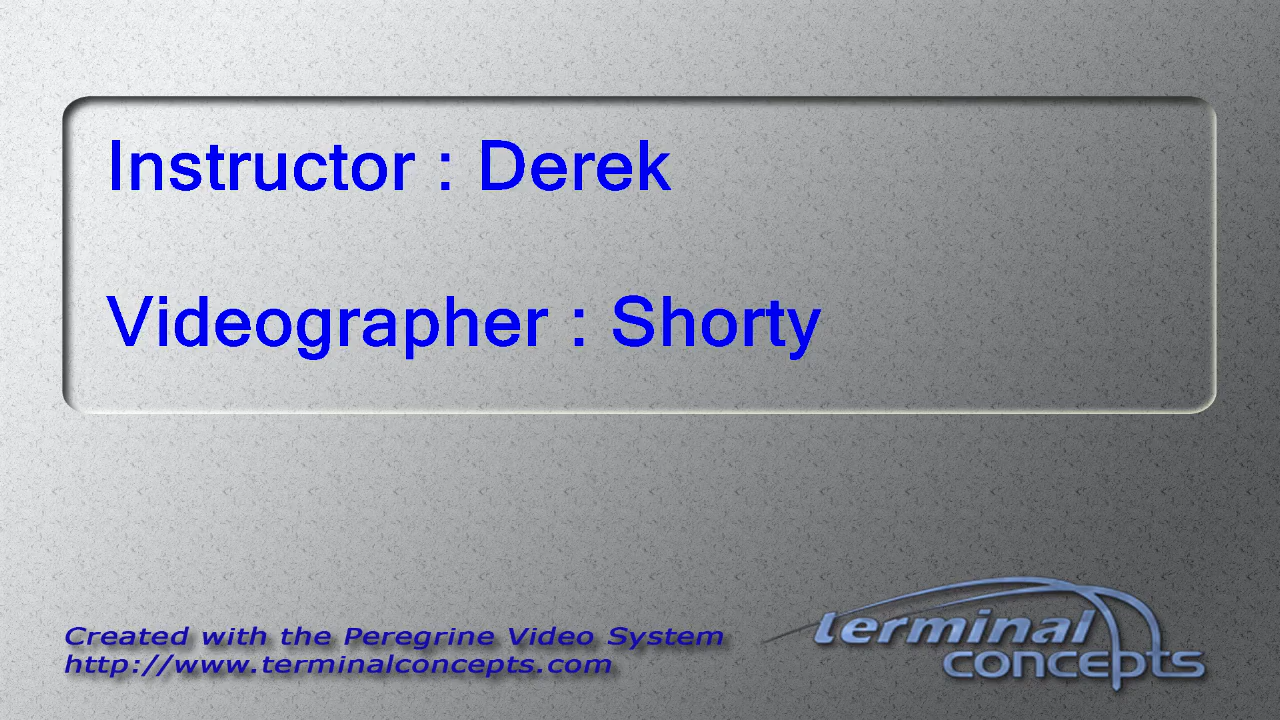 Instructor : Derek
Videographer : Shorty
Created with the Peregrine Video System
http://www.terminalconcepts.com
terminal
concepts